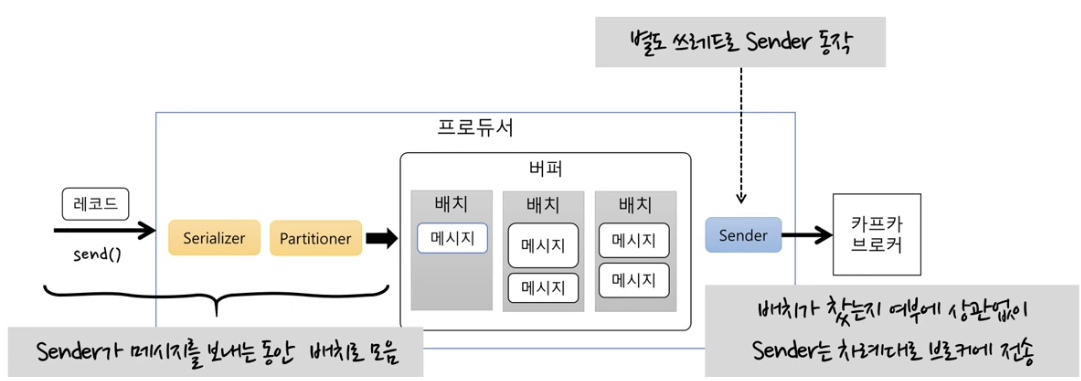 별도 쓰레드로 Sender 동작
프로듀서
버퍼
레코드
send()
Serializer
Partitioner
배치
메시지
배치
메시지
메시지
배치
메시지
메시지
Sender
카프카
브로커
Sender가 메시지를 보내는 동안 배치로 모음
배치가 찼는지 여부에 상관없이
Sender는 차례대로 브로커에 전송